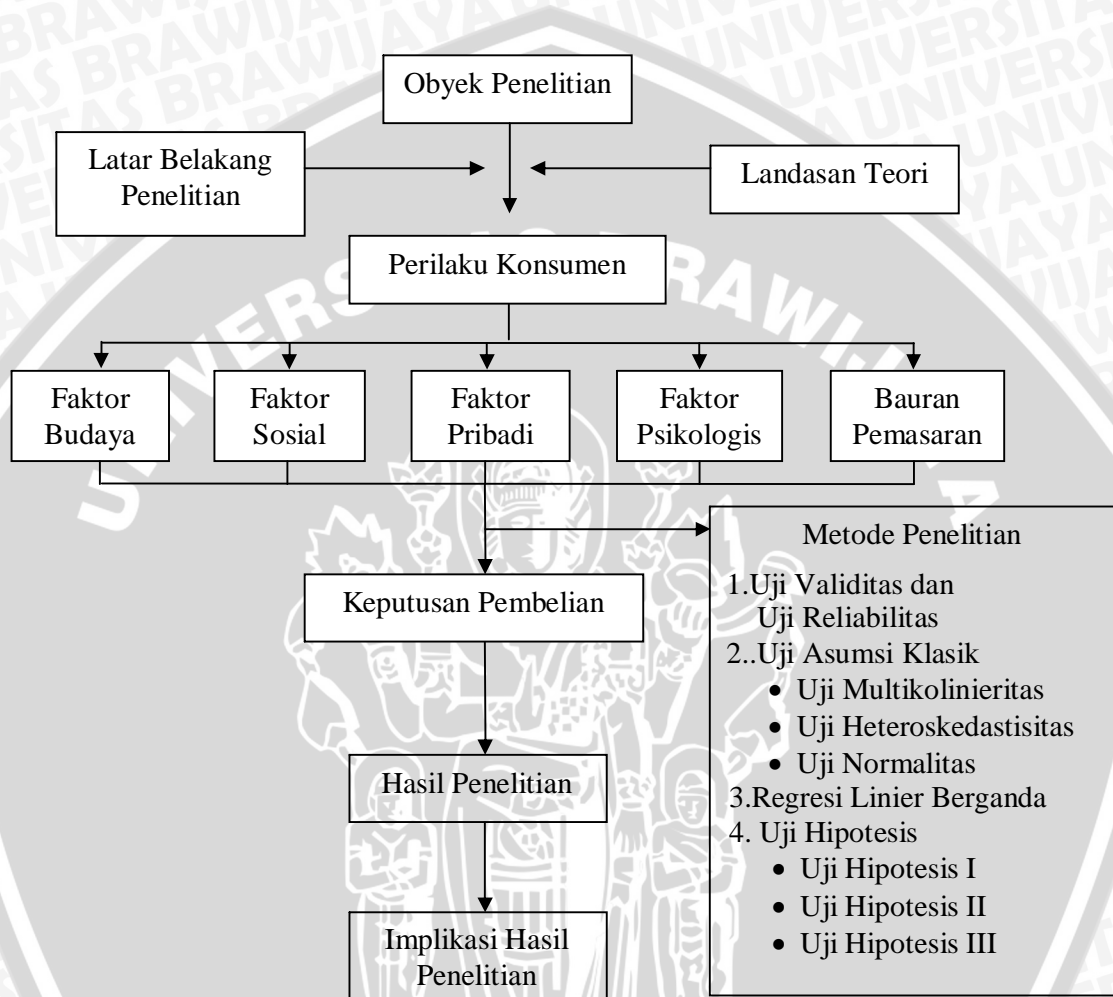 Obyek Penelitian
Latar Belakang
Penelitian
Landasan Teori
Perilaku Konsumen
UNIVERSITAS BRAWIJAYA
Faktor
Budaya
Faktor
Sosial
Faktor
Pribadi
Faktor
Psikologis
Bauran
Pemasaran
Metode Penelitian
1.Uji Validitas dan
Uji Reliabilitas
2..Uji Asumsi Klasik
• Uji Multikolinieritas
• Uji Heteroskedastisitas
• Uji Normalitas
3.Regresi Linier Berganda
4. Uji Hipotesis
• Uji Hipotesis I
• Uji Hipotesis II
• Uji Hipotesis III
Keputusan Pembelian
Hasil Penelitian
Implikasi Hasil
Penelitian